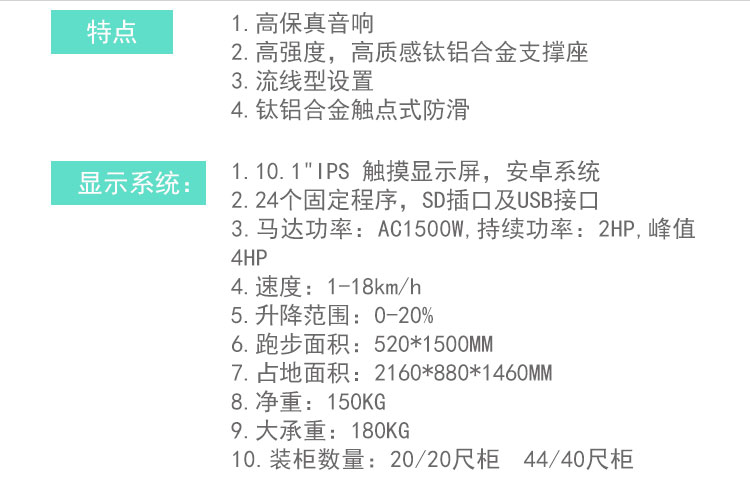 特点
1.高保真音响
2.高强度，高质感钛铝合金支撑座
3.流线型设置
4.钛铝合金触点式防滑
显示系统：
1.10.1"IPS 触摸显示屏，安卓系统
2.24个固定程序，SD插口及USB接口
3.马达功率：AC1500W,持续功率：2HP,峰值
4HP
4.速度：1-18km/h
5.升降范围：0-20%
6.跑步面积：520*1500MM
7.占地面积：2160*880*1460MM
8.净重：150KG
9.大承重：180KG
10.装柜数量：20/20尺柜 44/40尺柜